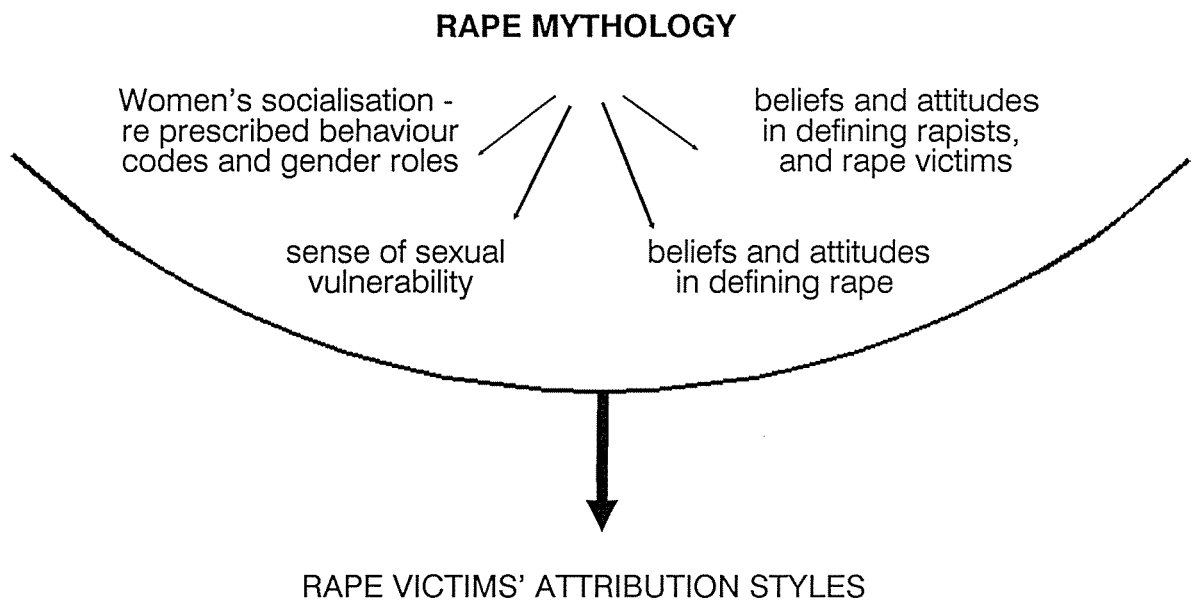 RAPE MYTHOLOGY
Women's socialisation -
re prescribed behaviour
codes and gender roles
beliefs and attitudes
in defining rapists,
and rape victims
sense of sexual
vulnerability
beliefs and attitudes
in defining rape
RAPE VICTIMS' ATTRIBUTION STYLES